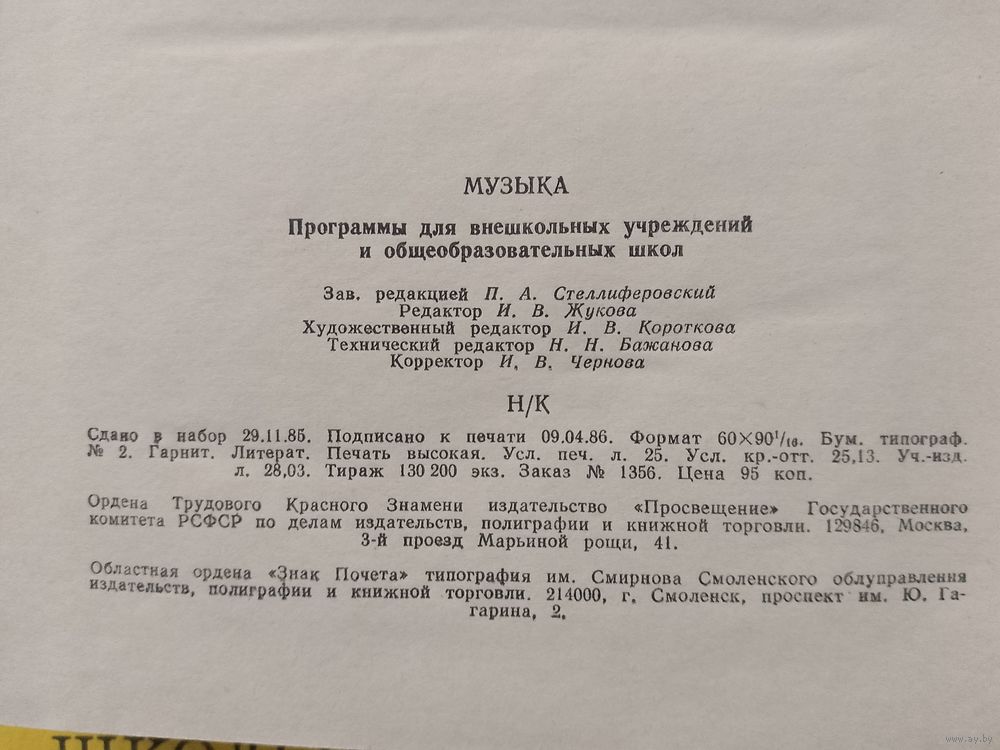 МУЗЫКА
Программы для внешкольных учреждений
и общеобразовательных школ
Зав. редакцией П. А. Стеллиферовский
Редактор И. В. Жукова
Художественный редактор И. В. Короткова
Технический редактор Н. Н. Бажанова
Корректор И. В. Чернова
Н/К
Сдано в набор 29.11.85. Подписано к печати 09.04.86. Формат 60×90¹/₁₆. Бум. типограф.
№ 2. Гарнит. Литерат. Печать высокая. Усл. печ. л. 25. Усл. кр.-отт. 25,13. Уч.-изд.
л. 28,03. Тираж 130 200 экз. Заказ № 1356. Цена 95 коп.
Ордена Трудового Красного Знамени издательство «Просвещение» Государственного
комитета РСФСР по делам издательств, полиграфии и книжной торговли. 129846, Москва,
3-й проезд Марьиной рощи, 41.
Областная ордена «Знак Почета» типография им. Смирнова Смоленского облуправления
издательств, полиграфии и книжной торговли. 214000, г. Смоленск, проспект им. Ю. Га-
гарина, 2.
www.ay.by